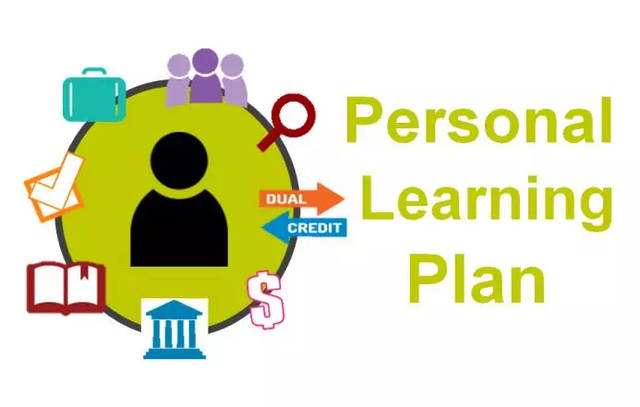 Personal
Learning
Plan
DUAL
CREDIT
$